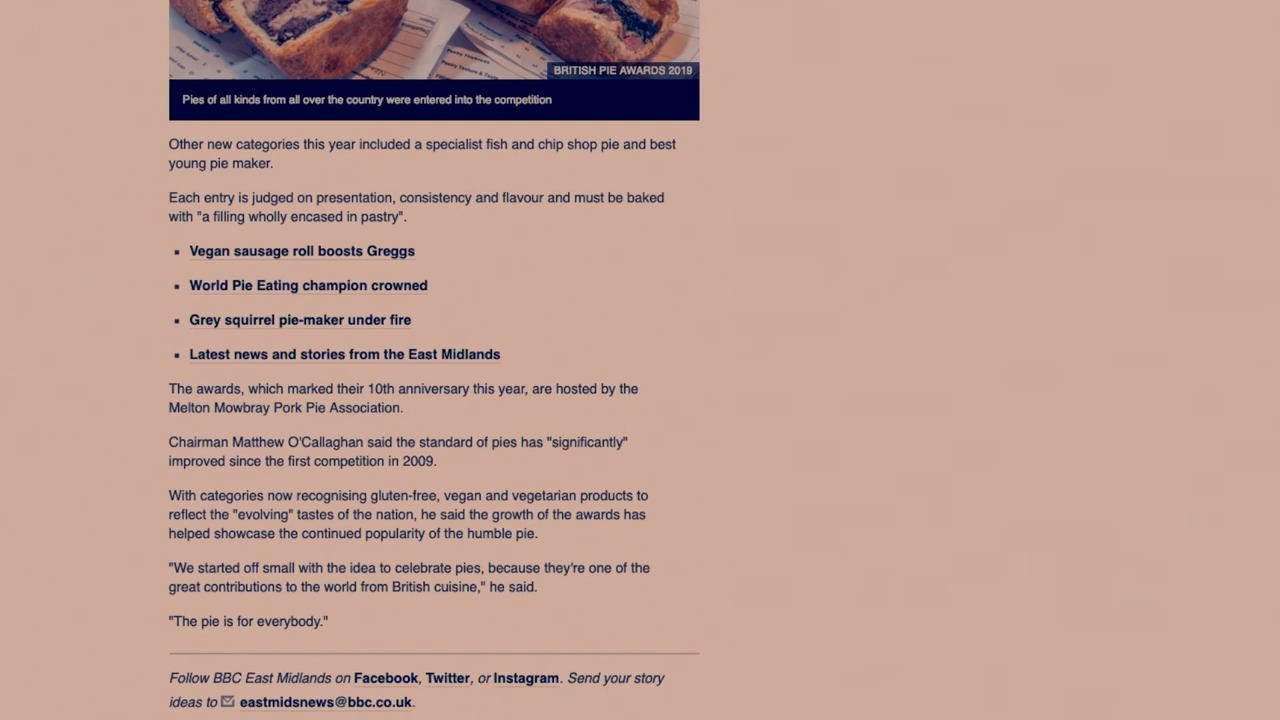 BRITISH PIE AWARDS 2019
Pies of all kinds from all over the country were entered into the competition
Other new categories this year included a specialist fish and chip shop pie and best
young pie maker.
Each entry is judged on presentation, consistency and flavour and must be baked
with "a filling wholly encased in pastry".
▪ Vegan sausage roll boosts Greggs
▪ World Pie Eating champion crowned
▪ Grey squirrel pie-maker under fire
▪ Latest news and stories from the East Midlands
The awards, which marked their 10th anniversary this year, are hosted by the
Melton Mowbray Pork Pie Association.
Chairman Matthew O'Callaghan said the standard of pies has "significantly"
improved since the first competition in 2009.
With categories now recognising gluten-free, vegan and vegetarian products to
reflect the "evolving" tastes of the nation, he said the growth of the awards has
helped showcase the continued popularity of the humble pie.
"We started off small with the idea to celebrate pies, because they're one of the
great contributions to the world from British cuisine," he said.
"The pie is for everybody."
Follow BBC East Midlands on Facebook, Twitter, or Instagram. Send your story
ideas to eastmidsnews@bbc.co.uk.